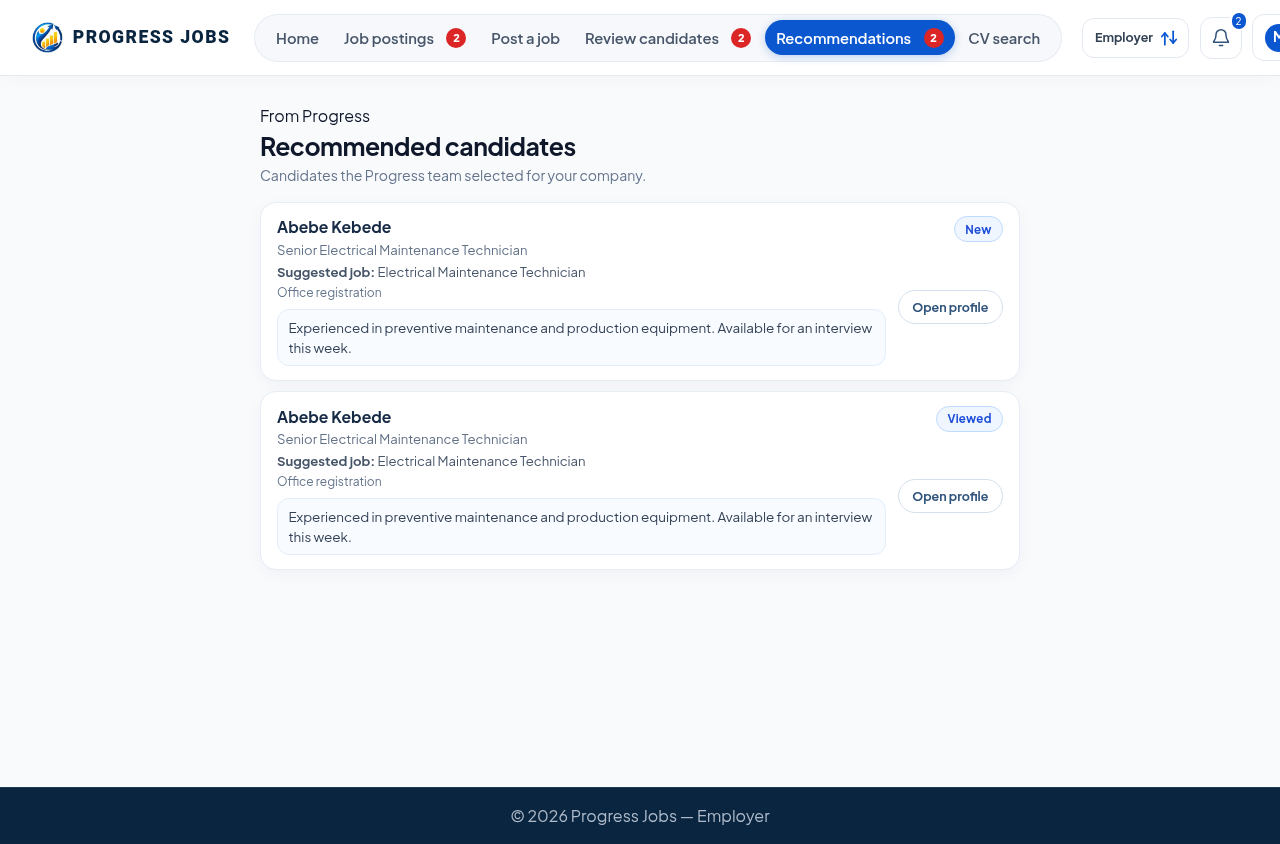 PROGRESS JOBS
Home
Job postings 2
Post a job
Review candidates 2
Recommendations 2
CV search
Employer
2
From Progress
Recommended candidates
Candidates the Progress team selected for your company.
Abebe Kebede
New
Senior Electrical Maintenance Technician
Suggested job: Electrical Maintenance Technician
Office registration
Open profile
Experienced in preventive maintenance and production equipment. Available for an interview
this week.
Abebe Kebede
Viewed
Senior Electrical Maintenance Technician
Suggested job: Electrical Maintenance Technician
Office registration
Open profile
Experienced in preventive maintenance and production equipment. Available for an interview
this week.
© 2026 Progress Jobs — Employer